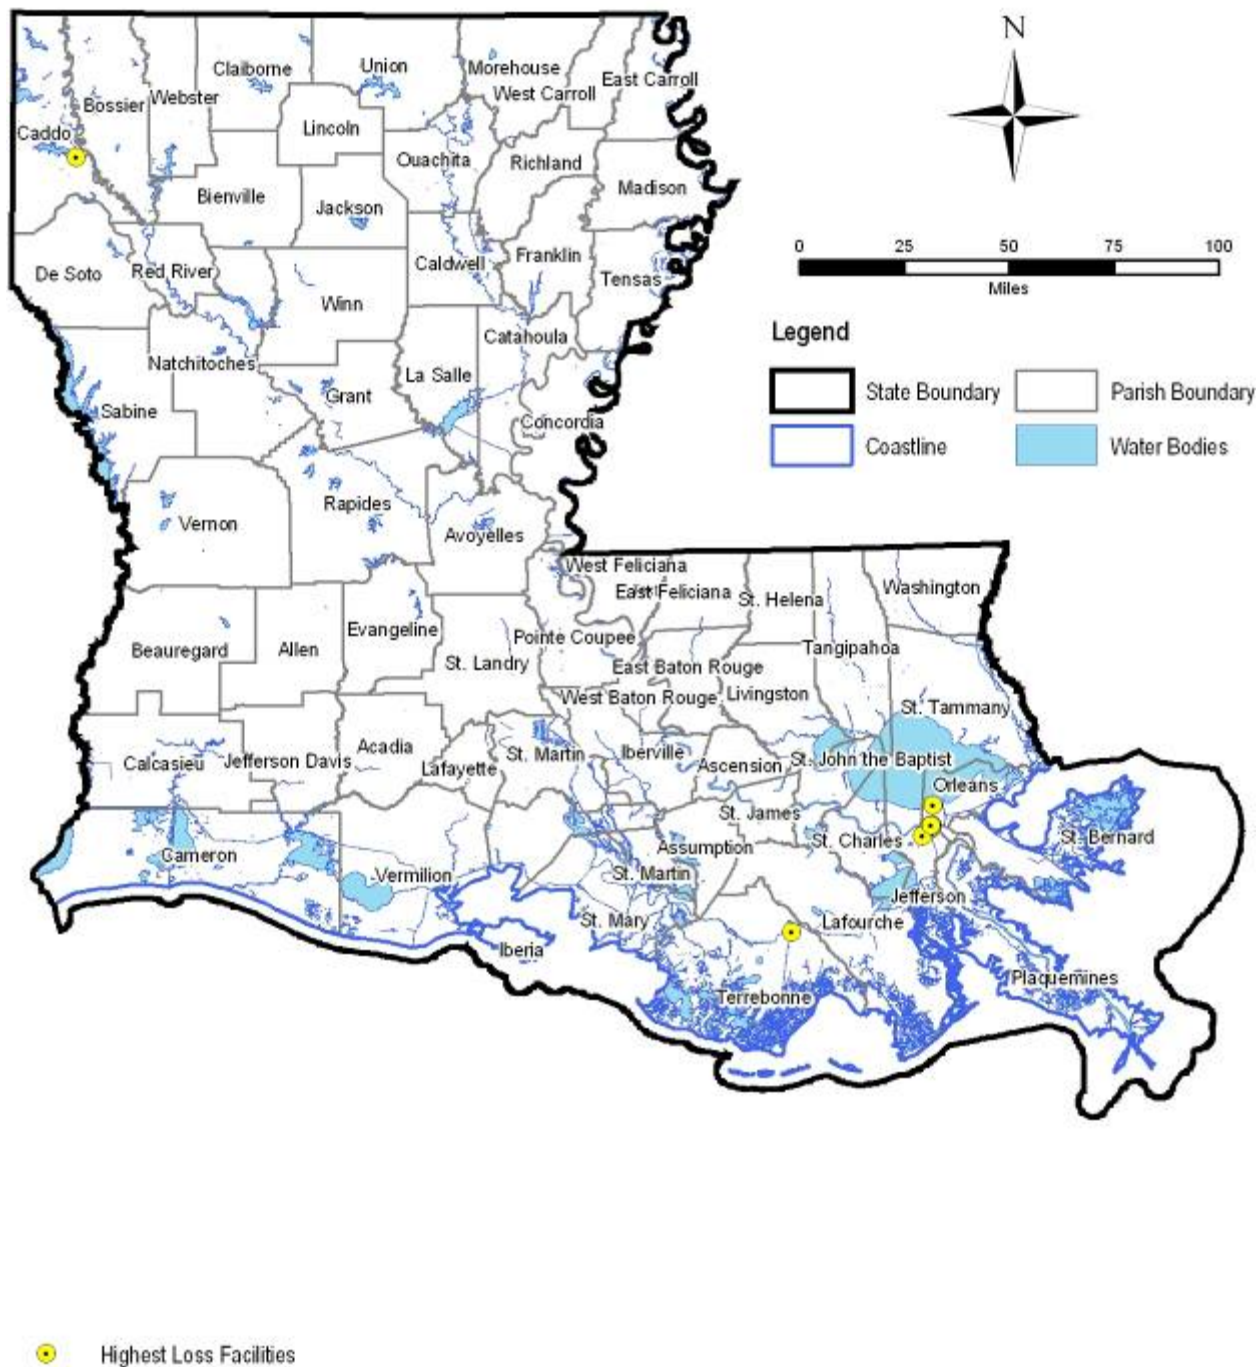 N
Claiborne
Union
Morehouse
West Carroll
East Carroll
Bossier
Webster
Caddo
Lincoln
Ouachita
Richland
Madison
Bienville
Jackson
De Soto
Red River
Caldwell
Franklin
Tensas
Winn
0 25 50 75 100
Miles
Legend
State Boundary
Parish Boundary
Coastline
Water Bodies
Natchitoches
Catahoula
La Salle
Grant
Sabine
Concordia
Vernon
Rapides
Avoyelles
West Feliciana
East Feliciana
St. Helena
Washington
Beauregard
Allen
Evangeline
Pointe Coupee
St. Landry
East Baton Rouge
Tangipahoa
West Baton Rouge
Livingston
St. Tammany
Calcasieu
Jefferson Davis
Acadia
Lafayette
St. Martin
Iberville
Ascension
St. John the Baptist
Orleans
St. James
St. Charles
St. Bernard
Cameron
Vermilion
Assumption
St. Martin
Jefferson
St. Mary
Lafourche
Iberia
Terrebonne
Plaquemines
Highest Loss Facilities